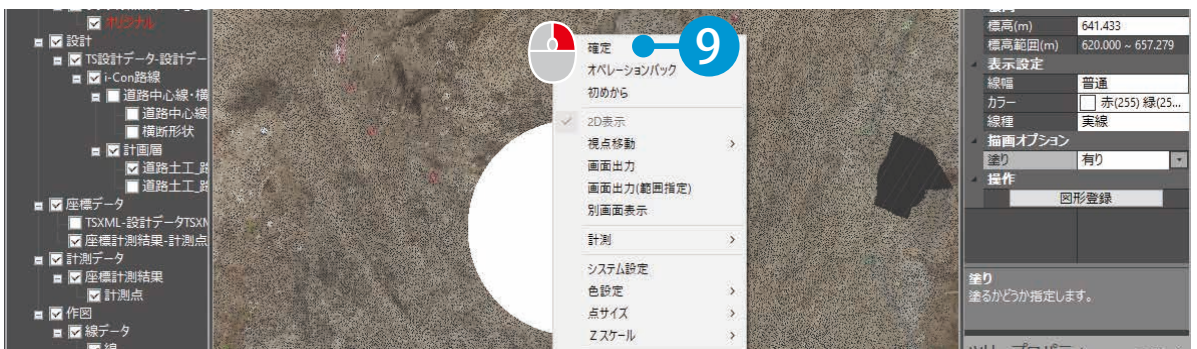 オリジナル
設計
TS設計データ-設計デー
i-Con路線
道路中心線・横
道路中心線
横断形状
計画層
道路土工_路
道路土工_路
座標データ
TSXML-設計データTSXM
座標計測結果-計測点
計測データ
座標計測結果
計測点
作図
線データ
線
確定
9
オペレーションバック
初めから
2D表示
視点移動
画面出力
画面出力(範囲指定)
別画面表示
計測
システム設定
色設定
点サイズ
Zスケール
標高
標高(m) 641.433
標高範囲(m) 620.000 ~ 657.279
表示設定
線幅 普通
カラー 赤(255) 緑(25...
線種 実線
描画オプション
塗り 有り
操作
図形登録
塗り
塗るかどうか指定します。